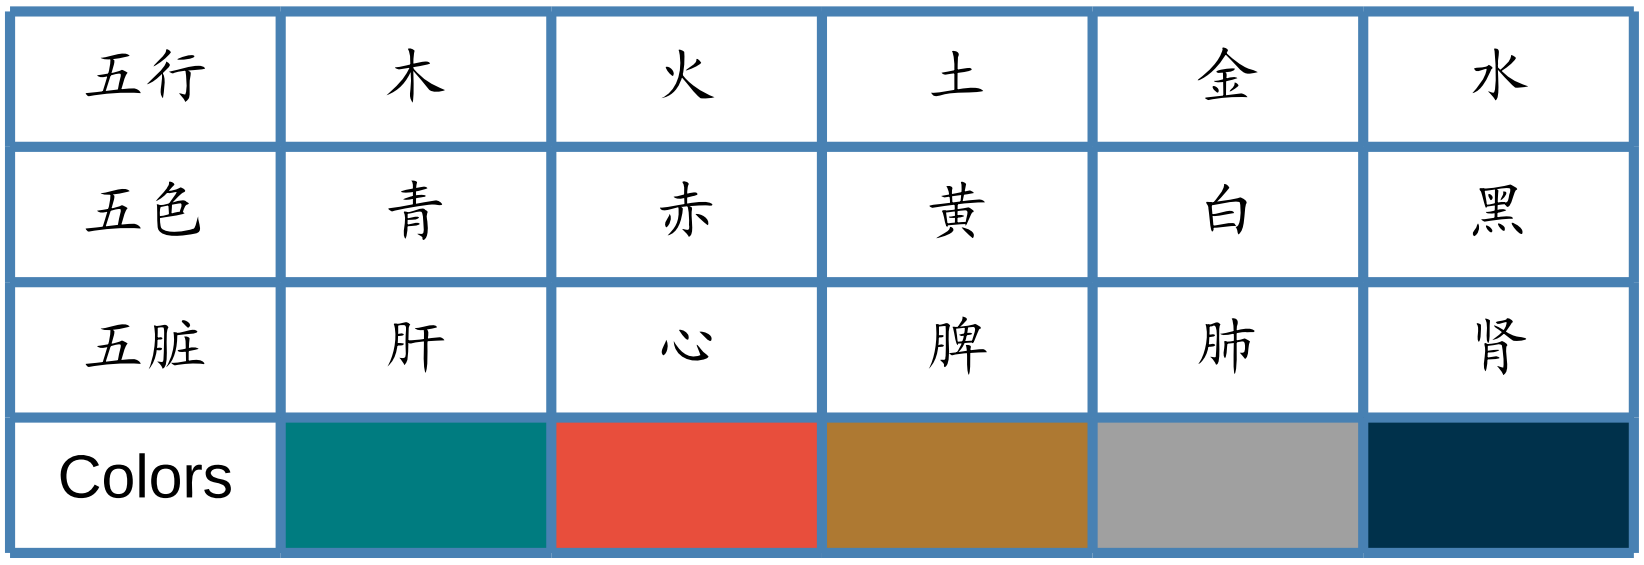 五行 木 火 土 金 水
五色 青 赤 黄 白 黑
五脏 肝 心 脾 肺 肾
Colors